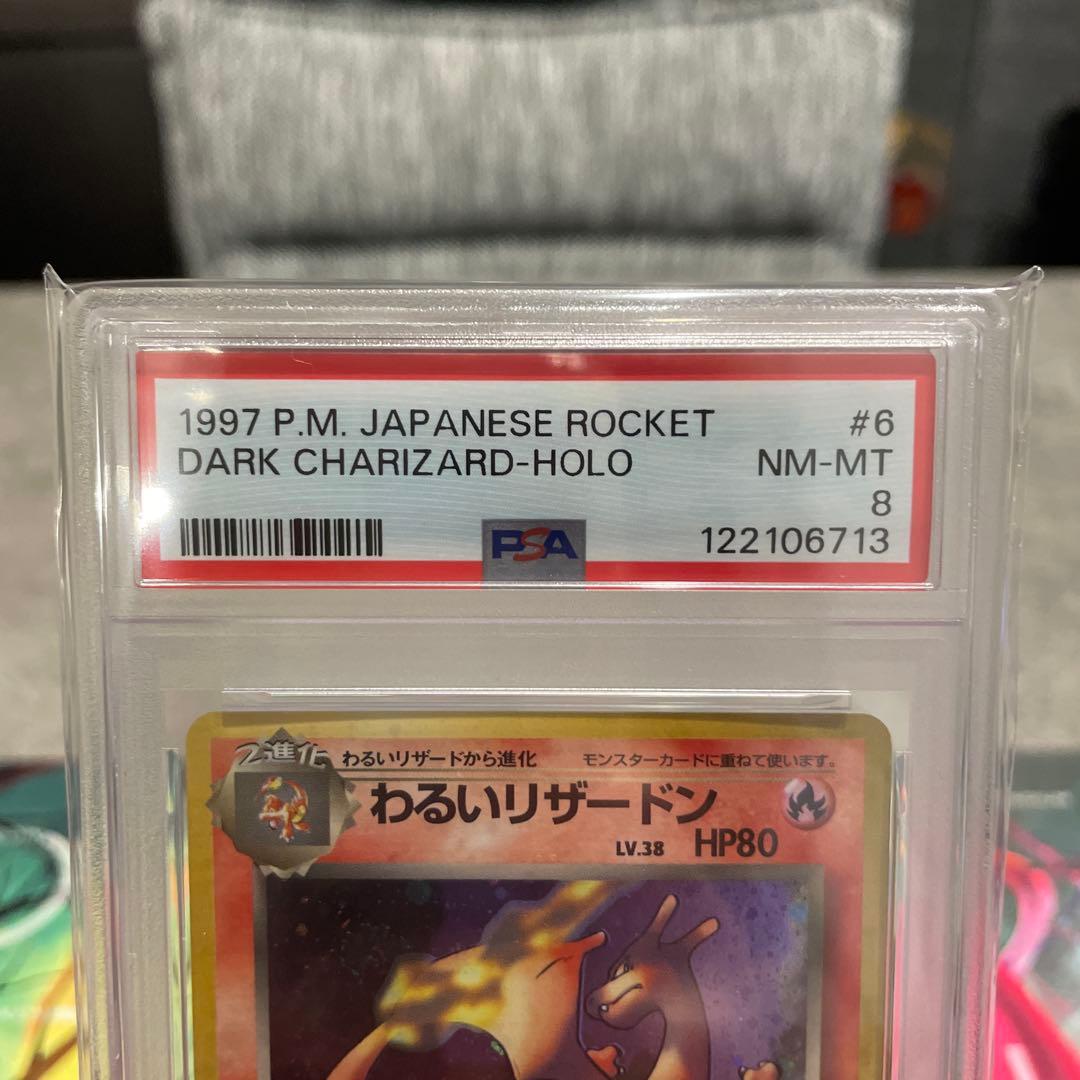 1997 P.M. JAPANESE ROCKET #6
DARK CHARIZARD-HOLO NM-MT
8
PSA 122106713
2進化 わるいリザードから進化 モンスターカードに重ねて使います。
わるいリザードン
LV.38 HP80